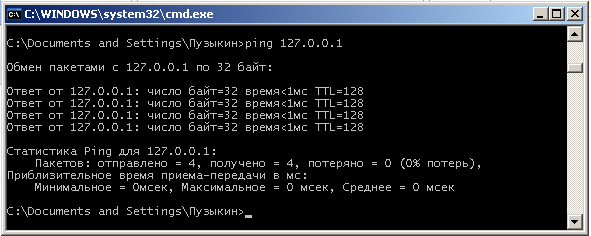 C:\WINDOWS\system32\cmd.exe
C:\Documents and Settings\Пузыкин>ping 127.0.0.1
Обмен пакетами с 127.0.0.1 по 32 байт:
Ответ от 127.0.0.1: число байт=32 время<1мс TTL=128
Ответ от 127.0.0.1: число байт=32 время<1мс TTL=128
Ответ от 127.0.0.1: число байт=32 время<1мс TTL=128
Ответ от 127.0.0.1: число байт=32 время<1мс TTL=128
Статистика Ping для 127.0.0.1:
Пакетов: отправлено = 4, получено = 4, потеряно = 0 (0% потерь),
Приблизительное время приема-передачи в мс:
Минимальное = 0мсек, Максимальное = 0 мсек, Среднее = 0 мсек
C:\Documents and Settings\Пузыкин>_